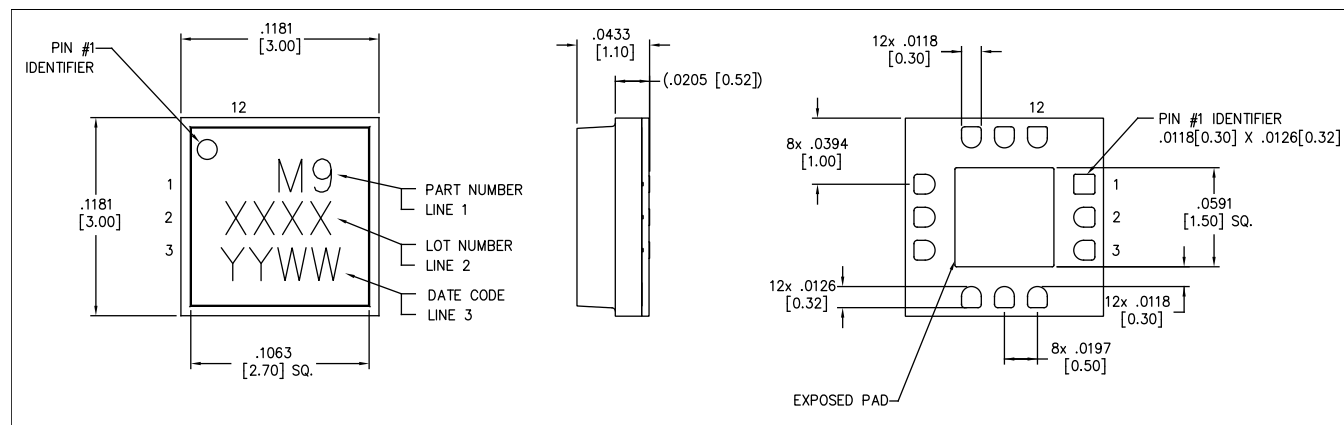 .1181
[3.00]
PIN #1
IDENTIFIER
12
1
2
3
.1181
[3.00]
M9
XXXX
YYWW
PART NUMBER
LINE 1
LOT NUMBER
LINE 2
DATE CODE
LINE 3
.1063
[2.70] SQ.
.0433
[1.10]
(.0205 [0.52])
12x .0118
[0.30]
12
8x .0394
[1.00]
PIN #1 IDENTIFIER
.0118[0.30] X .0126[0.32]
1
2
3
.0591
[1.50] SQ.
12x .0126
[0.32]
12x .0118
[0.30]
8x .0197
[0.50]
EXPOSED PAD